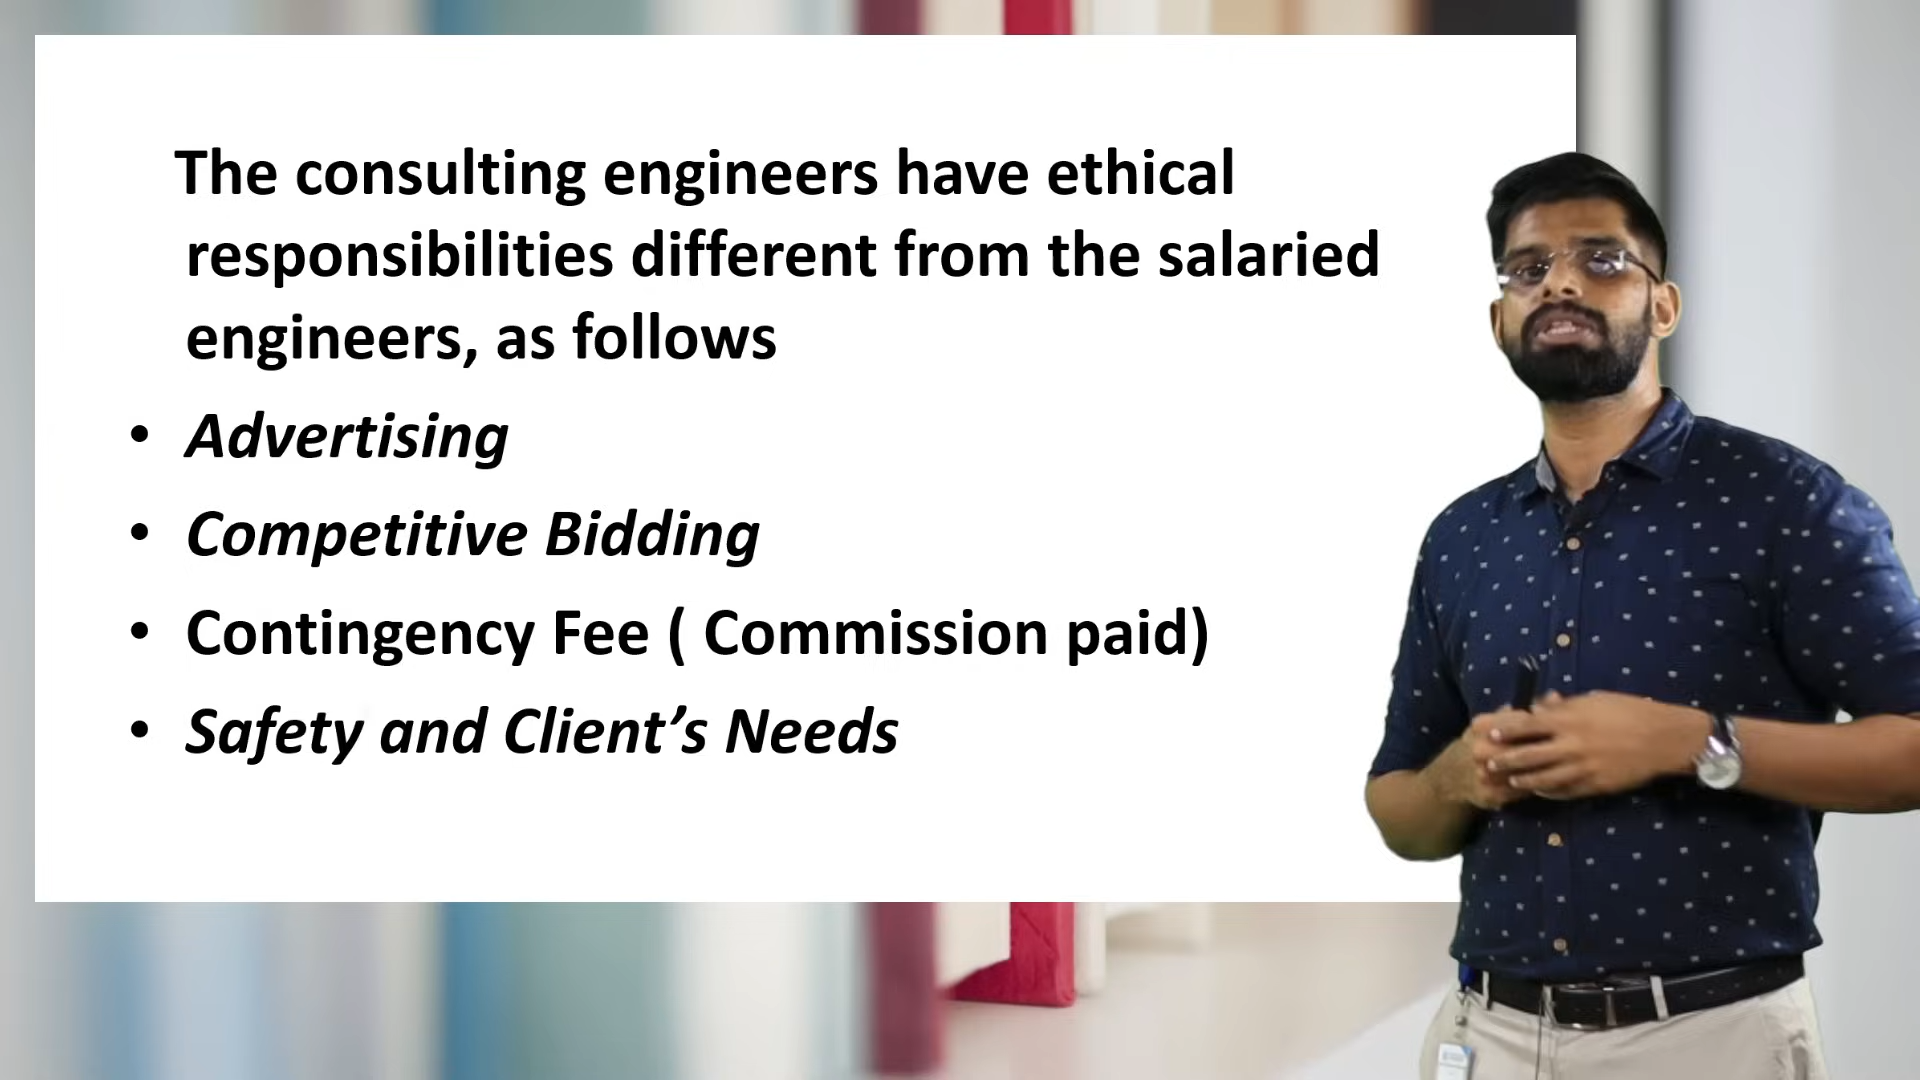 The consulting engineers have ethical
responsibilities different from the salaried
engineers, as follows
• Advertising
• Competitive Bidding
• Contingency Fee ( Commission paid)
• Safety and Client’s Needs